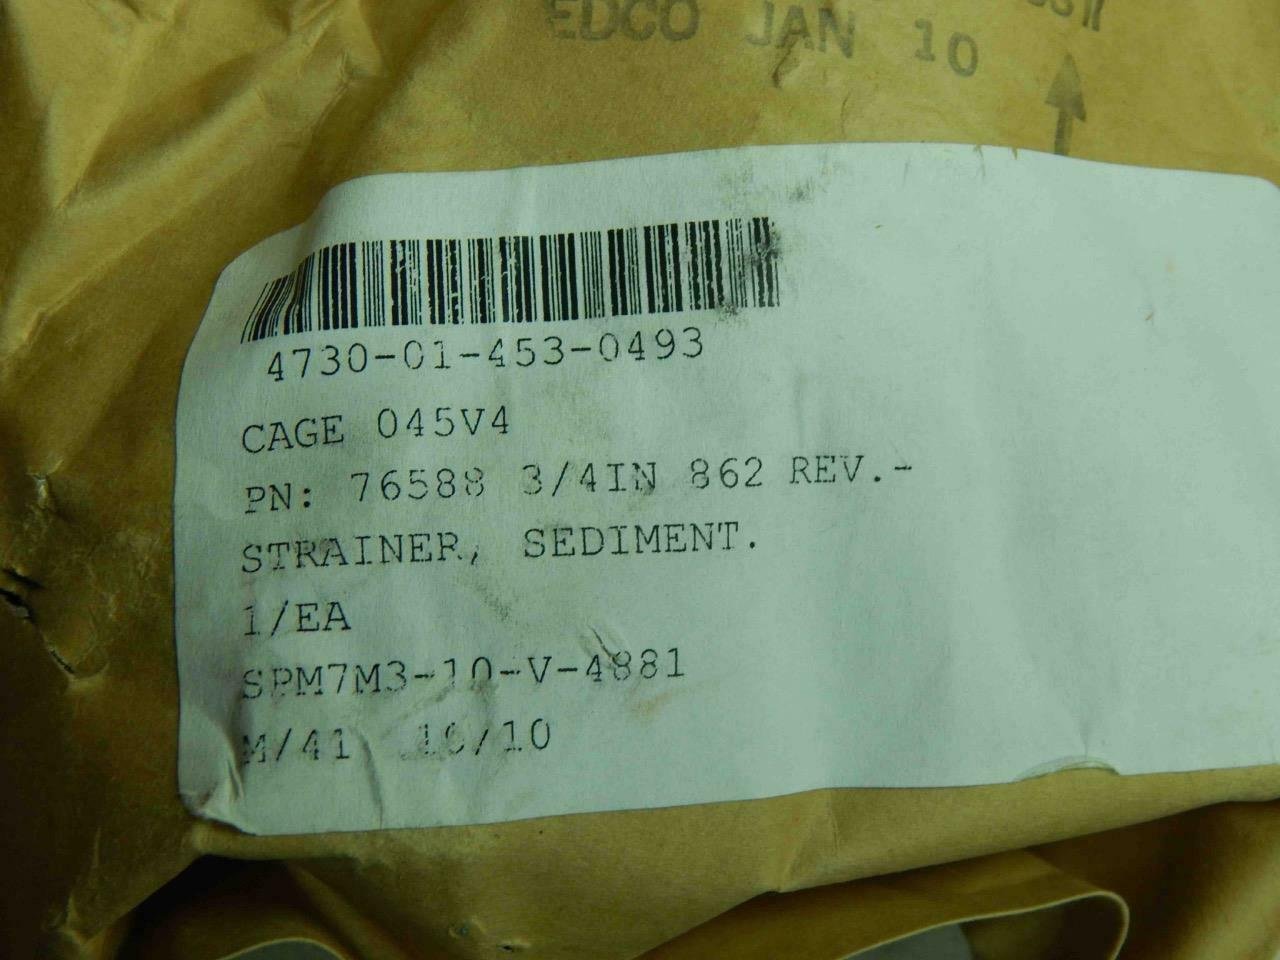 EDCO JAN 10
4730-01-453-0493
CAGE 045V4
PN: 76588 3/4IN 862 REV.-
STRAINER, SEDIMENT.
1/EA
SPM7M3-10-V-4881
M/41 10/10